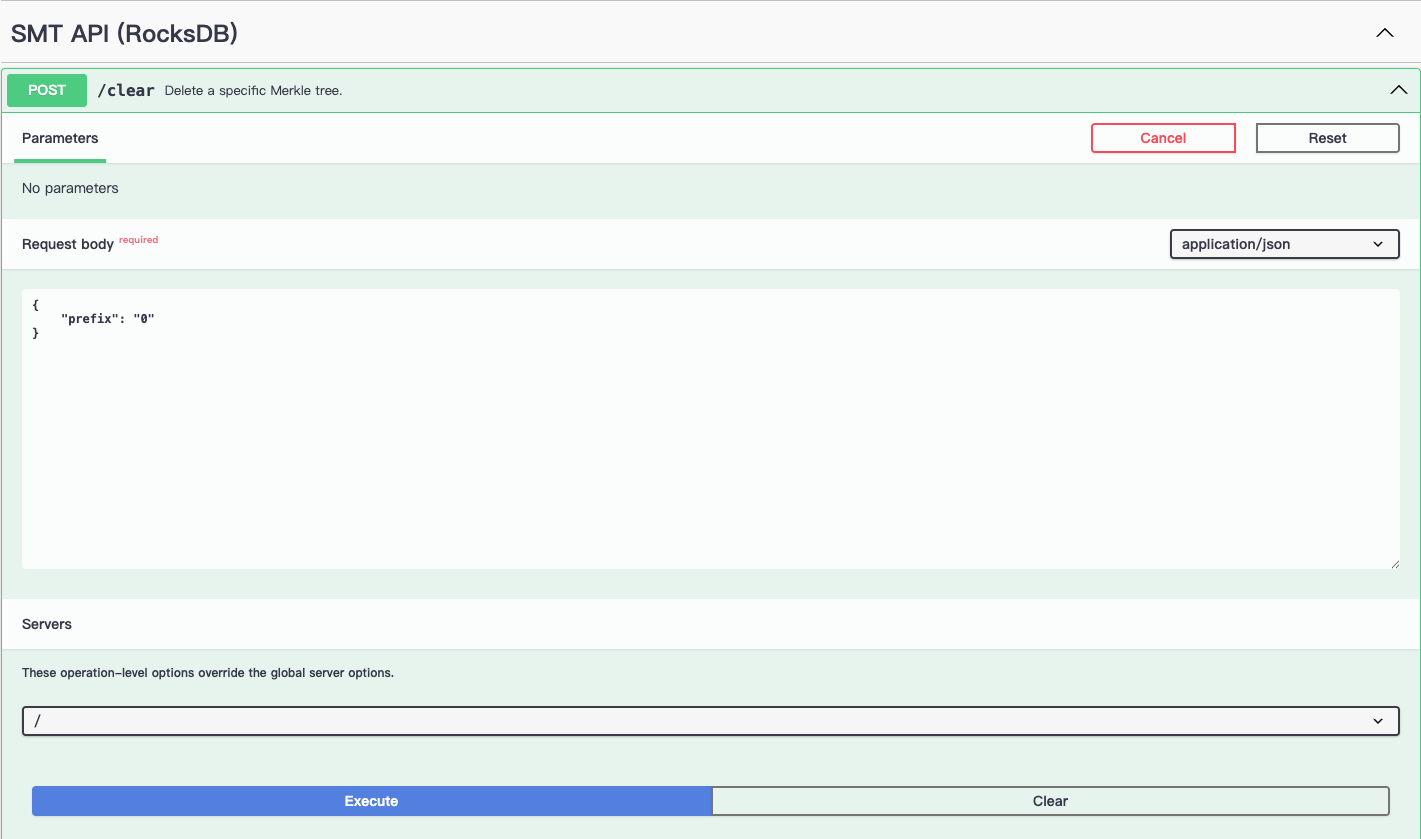 SMT API (RocksDB)
POST /clear Delete a specific Merkle tree.
Parameters Cancel Reset
No parameters
Request body required application/json
{
    "prefix": "0"
}
Servers
These operation-level options override the global server options.
/
Execute Clear